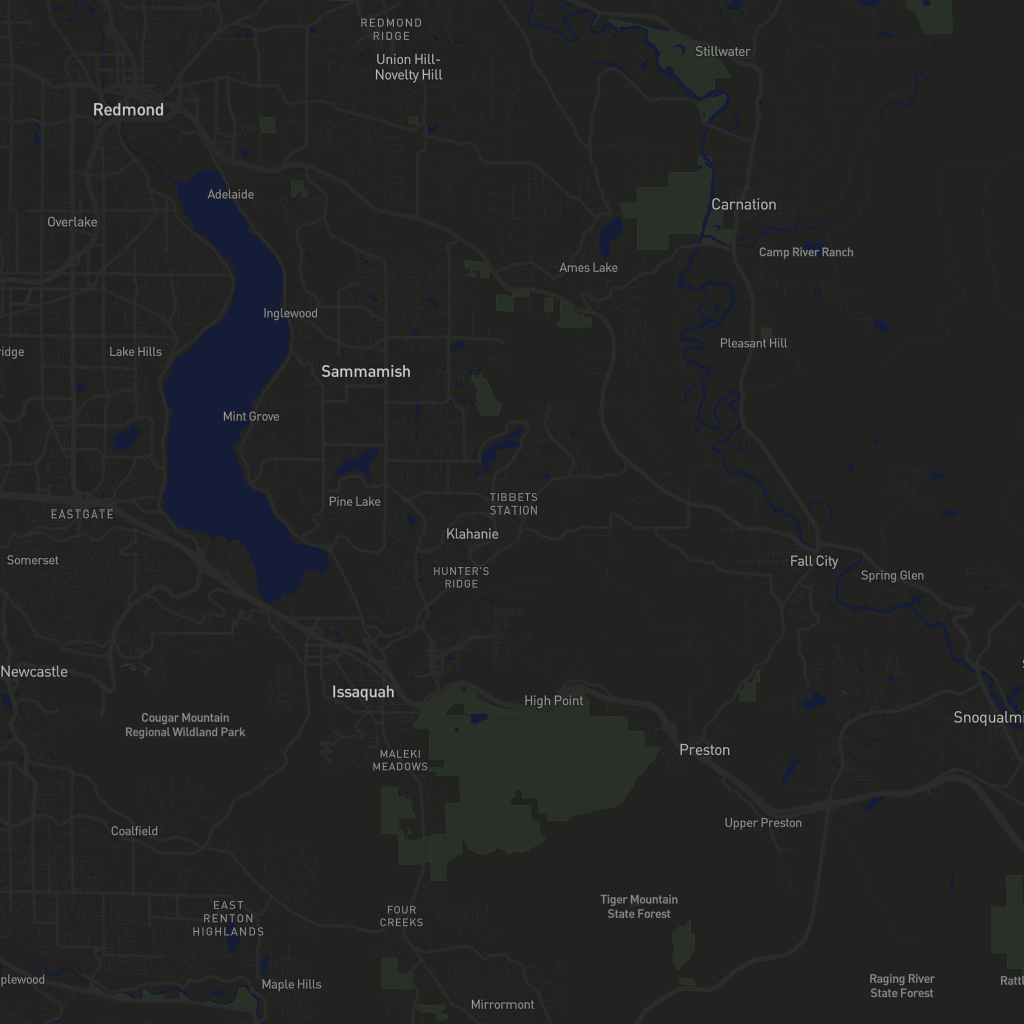 REDMOND
RIDGE
Union Hill-
Novelty Hill
Stillwater
Redmond
Adelaide
Overlake
Carnation
Camp River Ranch
Ames Lake
Inglewood
Pleasant Hill
Lake Hills
Sammamish
Mint Grove
Pine Lake
TIBBETS
STATION
EASTGATE
Klahanie
Somerset
HUNTER'S
RIDGE
Fall City
Spring Glen
Newcastle
Issaquah
High Point
Cougar Mountain
Regional Wildland Park
Snoqualmi
MALEKI
MEADOWS
Preston
Upper Preston
Coalfield
EAST
RENTON
HIGHLANDS
FOUR
CREEKS
Tiger Mountain
State Forest
plewood
Maple Hills
Mirrormont
Raging River
State Forest
Rattl